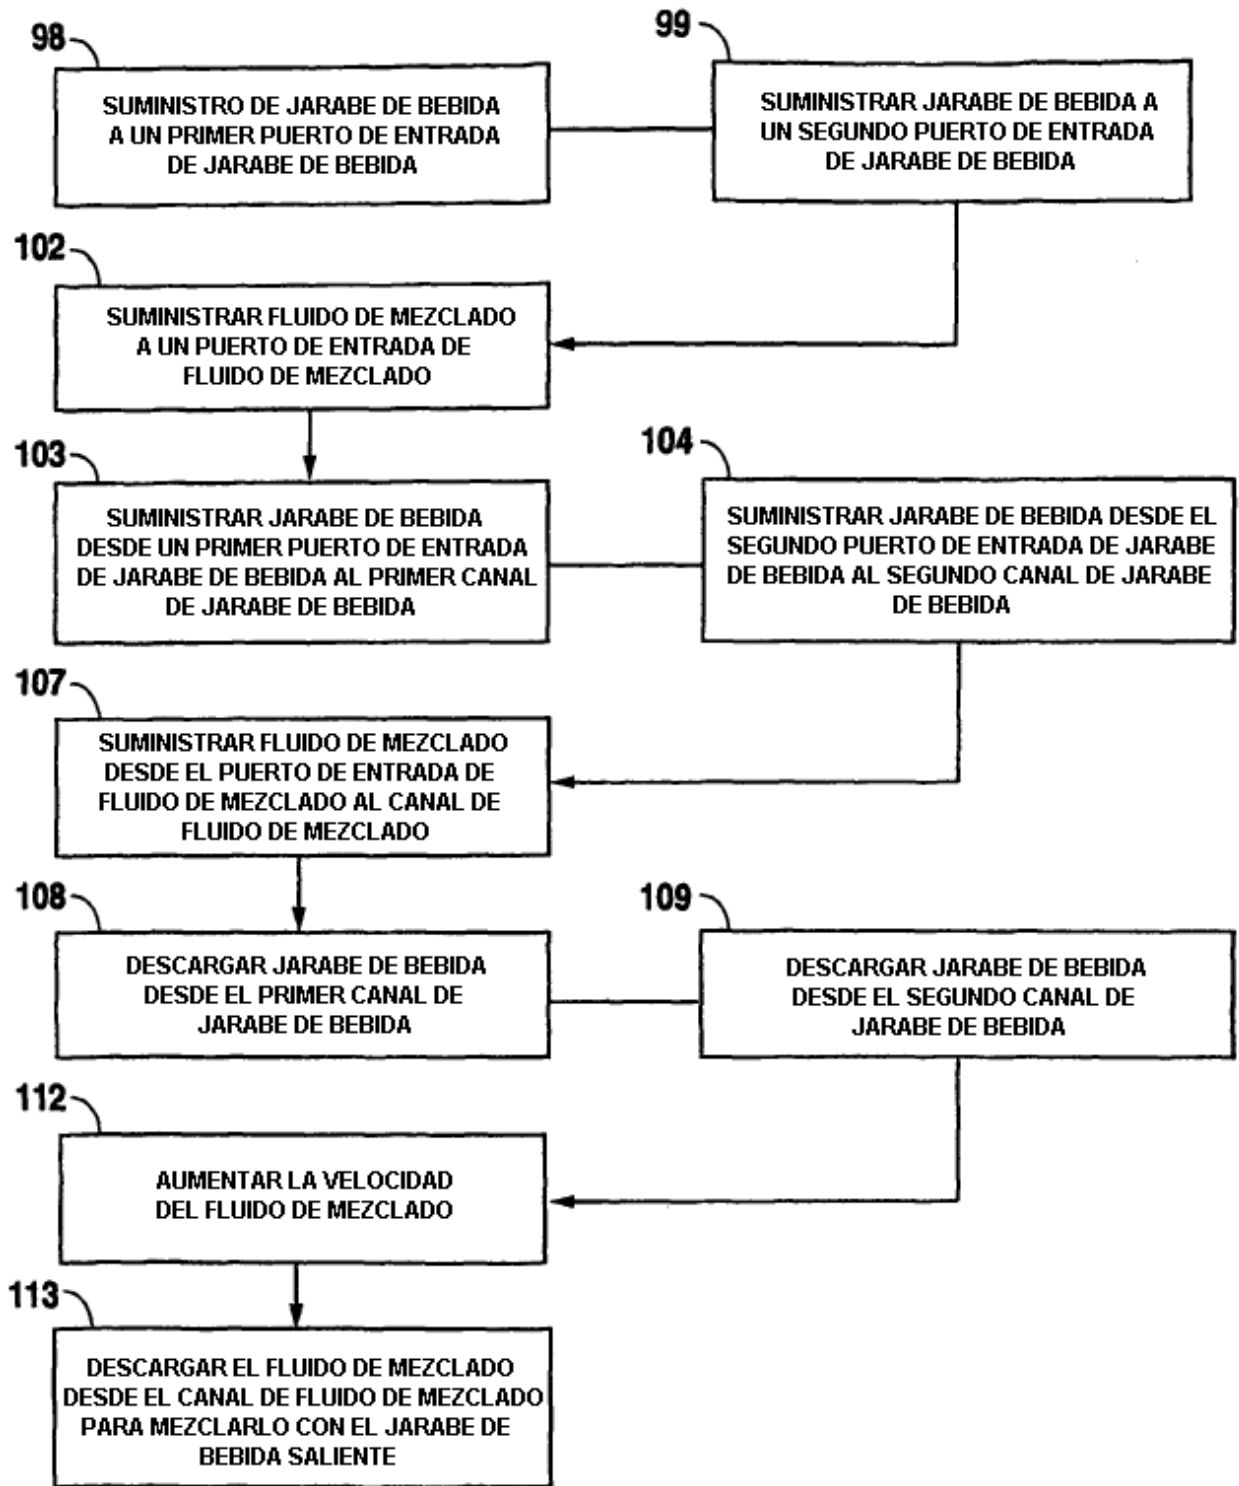 98
SUMINISTRO DE JARABE DE BEBIDA
A UN PRIMER PUERTO DE ENTRADA
DE JARABE DE BEBIDA
99
SUMINISTRAR JARABE DE BEBIDA A
UN SEGUNDO PUERTO DE ENTRADA
DE JARABE DE BEBIDA
102
SUMINISTRAR FLUIDO DE MEZCLADO
A UN PUERTO DE ENTRADA DE
FLUIDO DE MEZCLADO
103
SUMINISTRAR JARABE DE BEBIDA
DESDE UN PRIMER PUERTO DE ENTRADA
DE JARABE DE BEBIDA AL PRIMER CANAL
DE JARABE DE BEBIDA
104
SUMINISTRAR JARABE DE BEBIDA DESDE EL
SEGUNDO PUERTO DE ENTRADA DE JARABE
DE BEBIDA AL SEGUNDO CANAL DE JARABE
DE BEBIDA
107
SUMINISTRAR FLUIDO DE MEZCLADO
DESDE EL PUERTO DE ENTRADA DE
FLUIDO DE MEZCLADO AL CANAL DE
FLUIDO DE MEZCLADO
108
DESCARGAR JARABE DE BEBIDA
DESDE EL PRIMER CANAL DE
JARABE DE BEBIDA
109
DESCARGAR JARABE DE BEBIDA
DESDE EL SEGUNDO CANAL DE
JARABE DE BEBIDA
112
AUMENTAR LA VELOCIDAD
DEL FLUIDO DE MEZCLADO
113
DESCARGAR EL FLUIDO DE MEZCLADO
DESDE EL CANAL DE FLUIDO DE MEZCLADO
PARA MEZCLARLO CON EL JARABE DE
BEBIDA SALIENTE